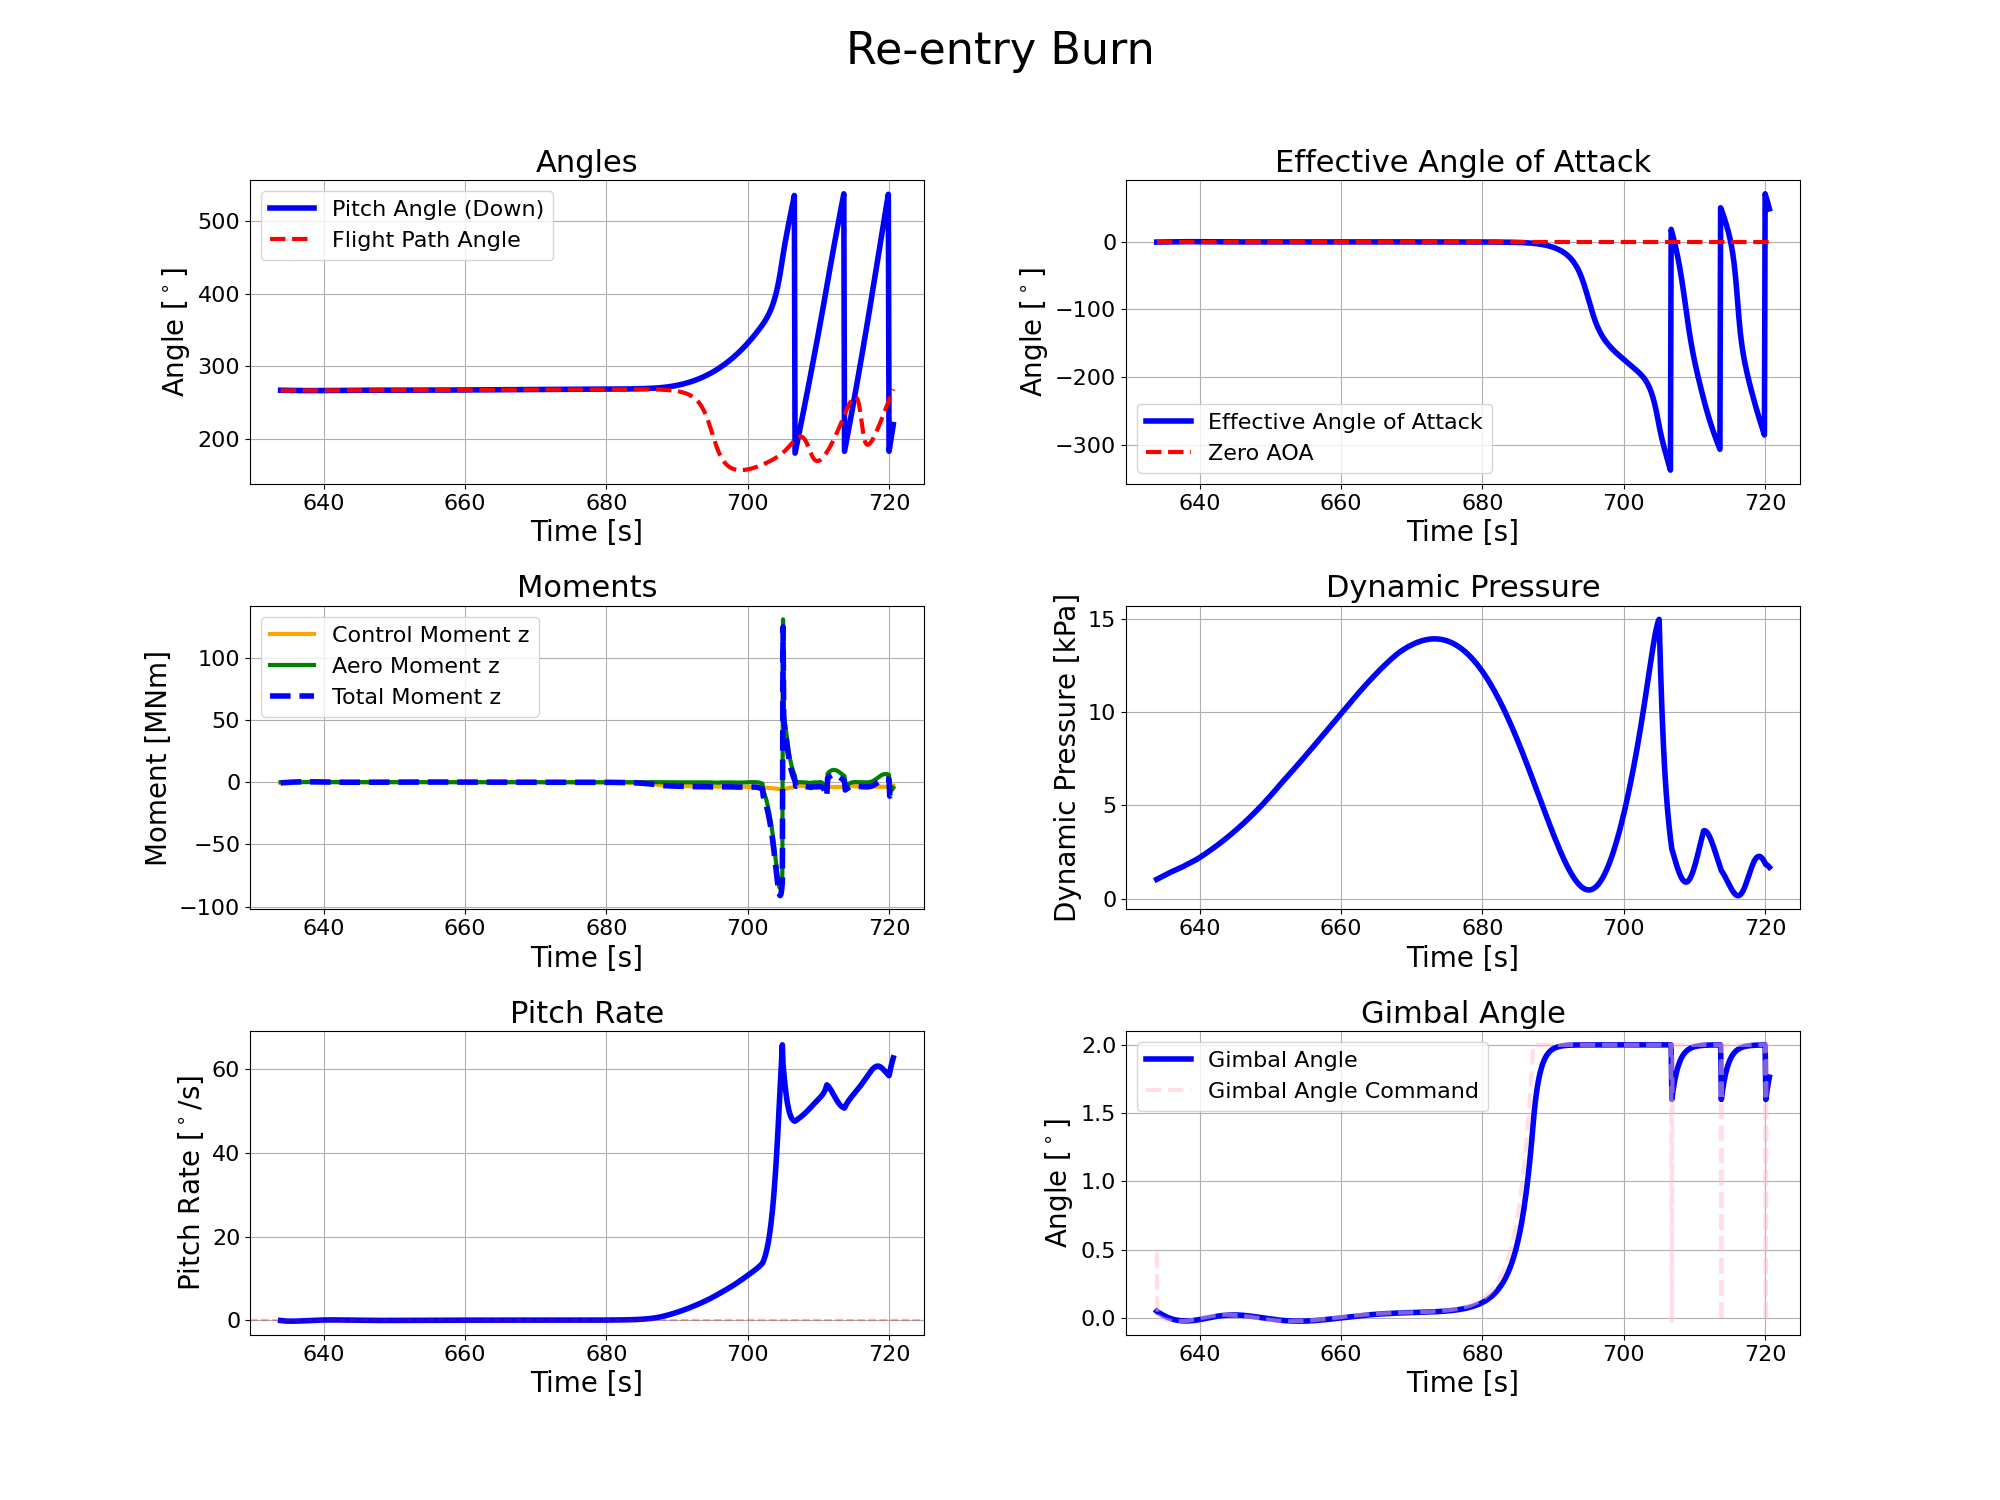 Re-entry Burn
Angles
Angle [°]
500
400
300
200
Pitch Angle (Down)
Flight Path Angle
640 660 680 700 720
Time [s]
Effective Angle of Attack
Angle [°]
0
−100
−200
−300
Effective Angle of Attack
Zero AOA
640 660 680 700 720
Time [s]
Moments
Moment [MNm]
100
50
0
−50
−100
Control Moment z
Aero Moment z
Total Moment z
640 660 680 700 720
Time [s]
Dynamic Pressure
Dynamic Pressure [kPa]
15
10
5
0
640 660 680 700 720
Time [s]
Pitch Rate
Pitch Rate [°/s]
60
40
20
0
640 660 680 700 720
Time [s]
Gimbal Angle
Angle [°]
2.0
1.5
1.0
0.5
0.0
Gimbal Angle
Gimbal Angle Command
640 660 680 700 720
Time [s]